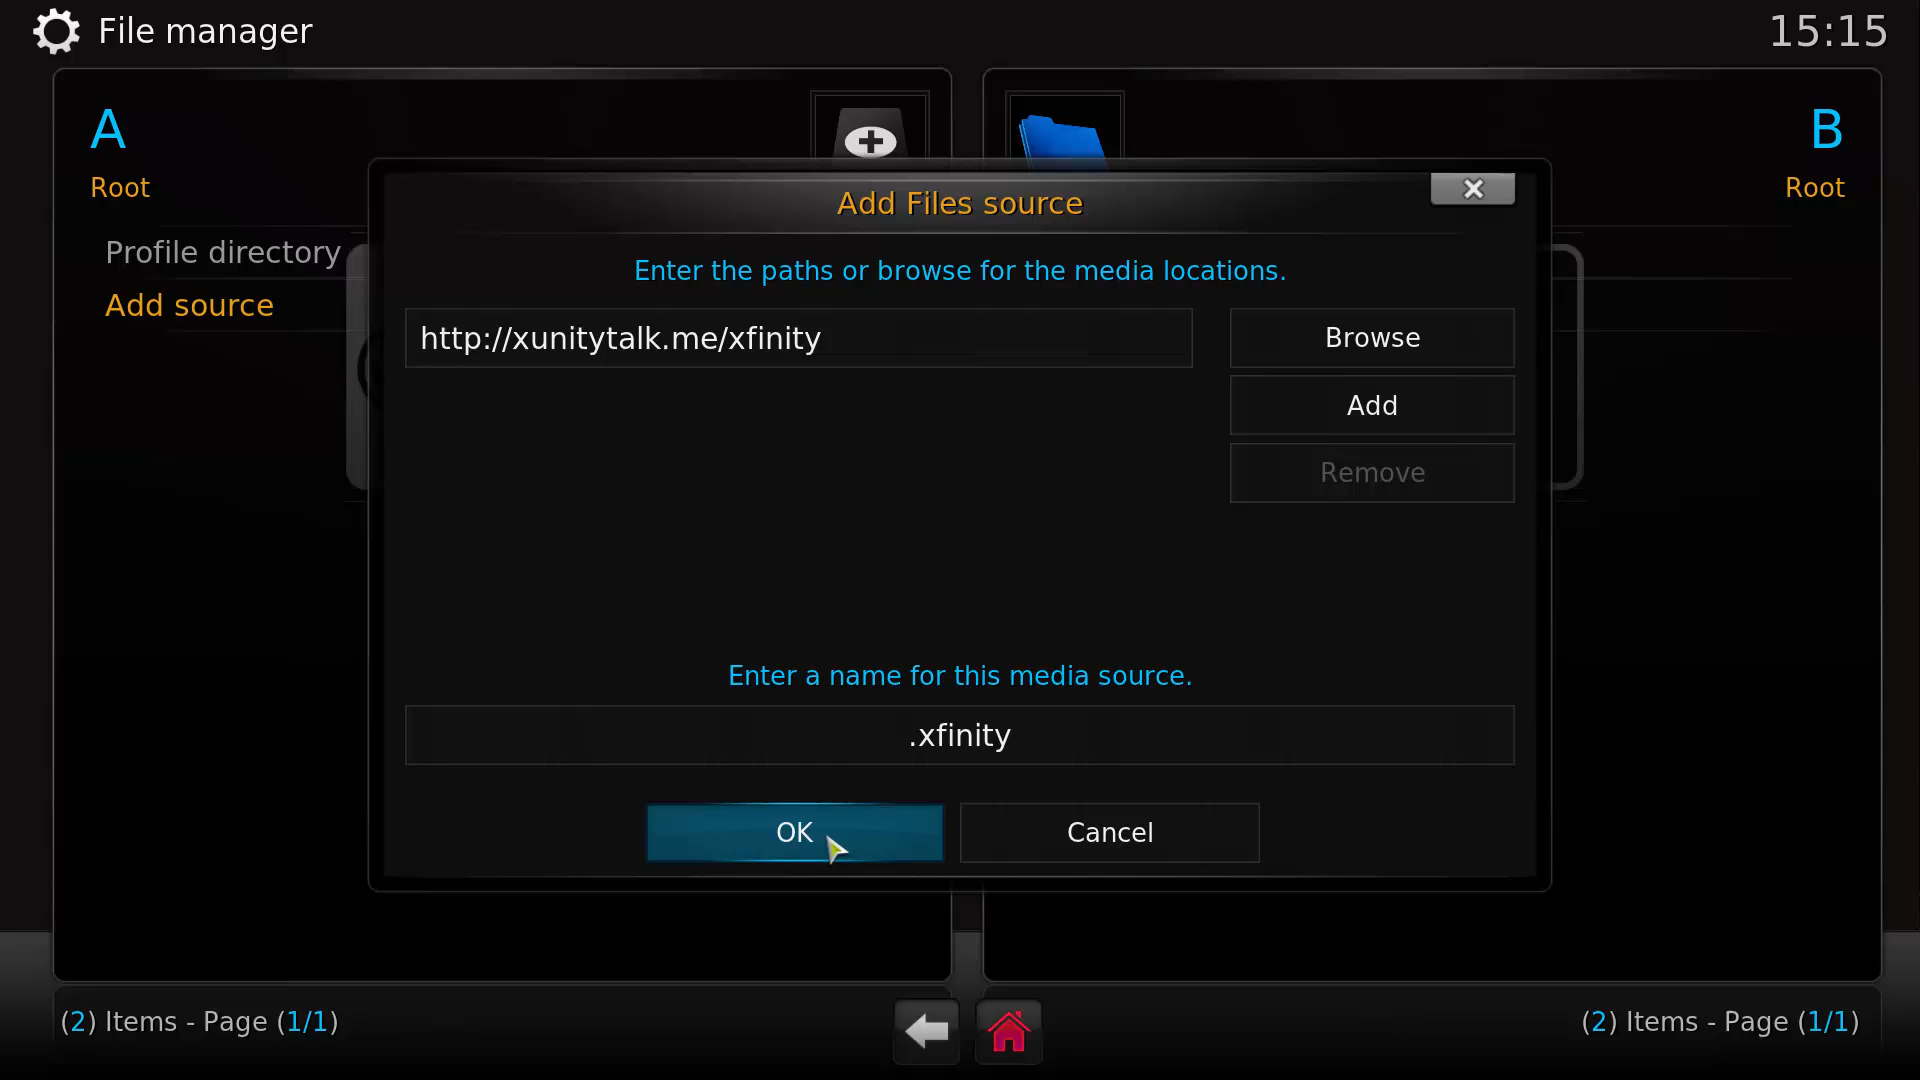 File manager
15:15
A
B
Root
Root
Profile directory
Add source
Add Files source
Enter the paths or browse for the media locations.
http://xunitytalk.me/xfinity
Browse
Add
Remove
Enter a name for this media source.
.xfinity
OK
Cancel
(2) Items - Page (1/1)
(2) Items - Page (1/1)